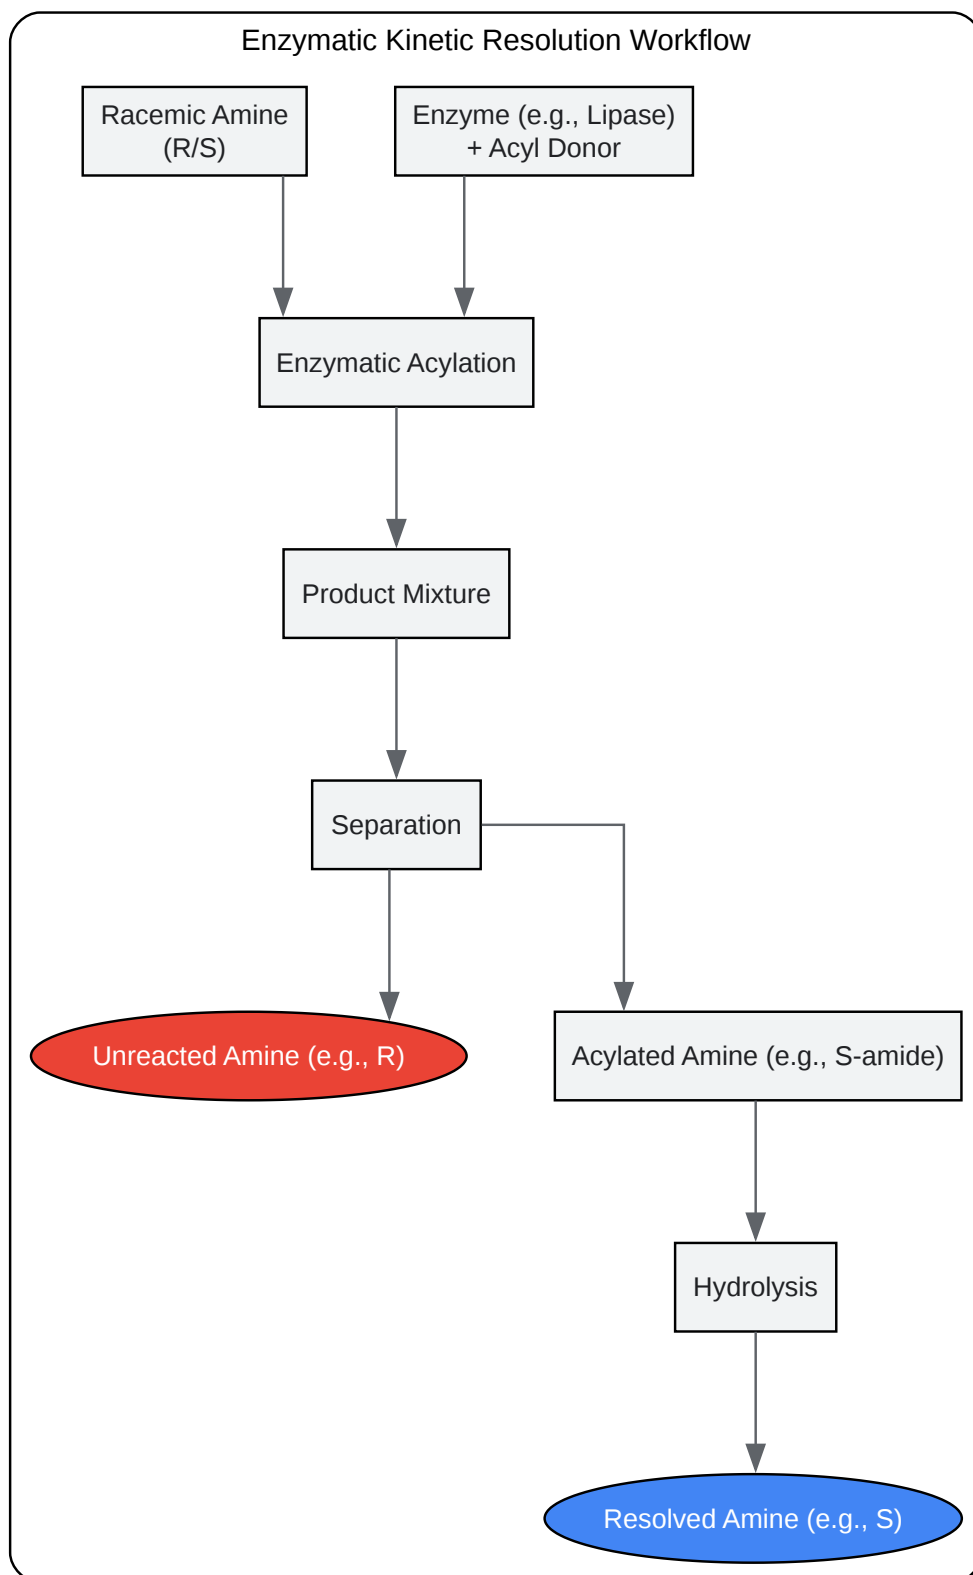 Enzymatic Kinetic Resolution Workflow
Racemic Amine
(R/S)
Enzyme (e.g., Lipase)
+ Acyl Donor
Enzymatic Acylation
Product Mixture
Separation
Unreacted Amine (e.g., R)
Acylated Amine (e.g., S-amide)
Hydrolysis
Resolved Amine (e.g., S)